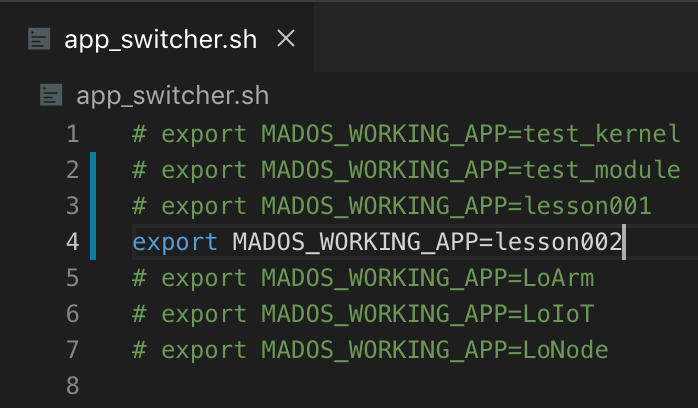 app_switcher.sh
app_switcher.sh
1 # export MADOS_WORKING_APP=test_kernel
2 # export MADOS_WORKING_APP=test_module
3 # export MADOS_WORKING_APP=lesson001
4 export MADOS_WORKING_APP=lesson002
5 # export MADOS_WORKING_APP=LoArm
6 # export MADOS_WORKING_APP=LoIoT
7 # export MADOS_WORKING_APP=LoNode
8